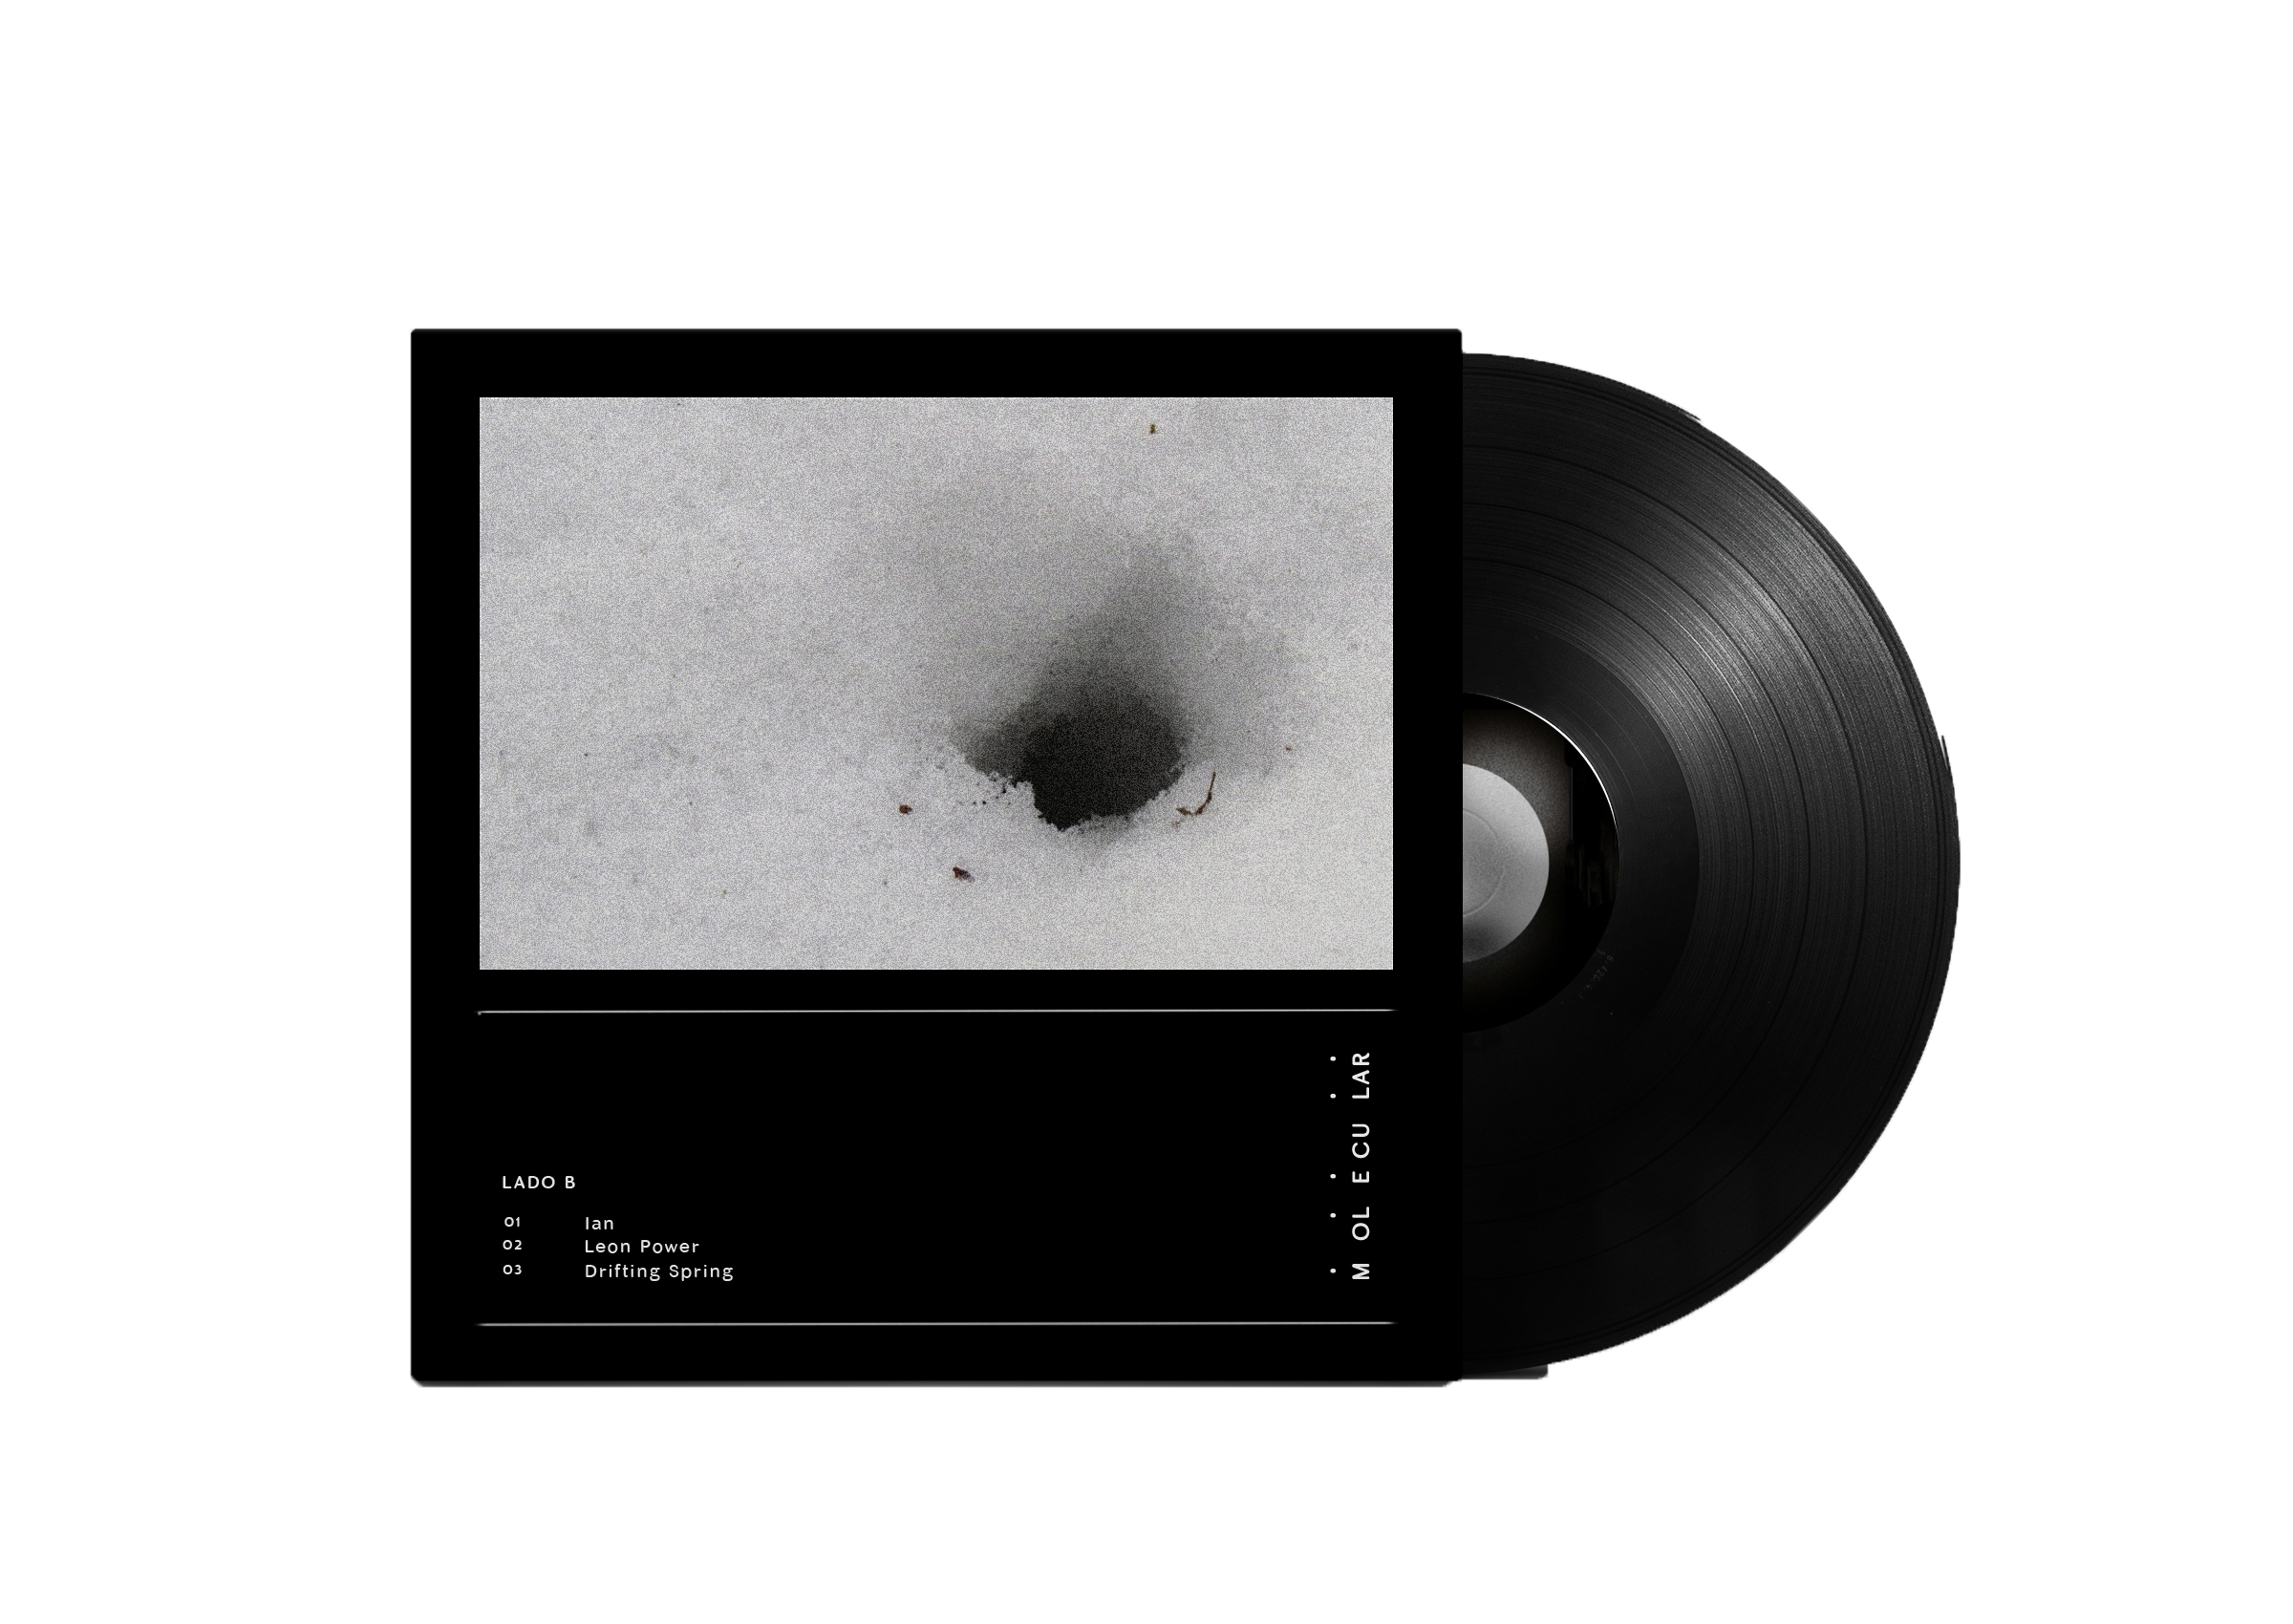 LADO B
01 Ian
02 Leon Power
03 Drifting Spring
M OL E CU LAR